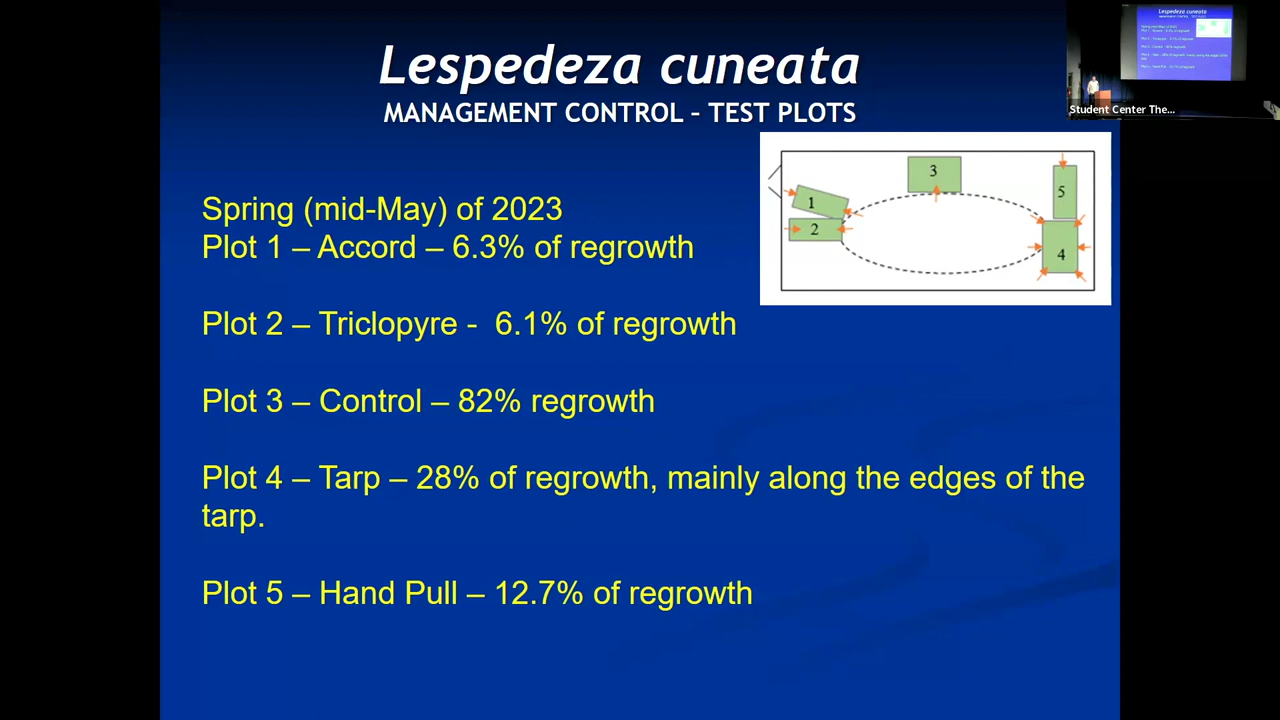 Lespedeza cuneata
MANAGEMENT CONTROL – TEST PLOTS
Student Center The...
Spring (mid-May) of 2023
Plot 1 – Accord – 6.3% of regrowth
Plot 2 – Triclopyre - 6.1% of regrowth
Plot 3 – Control – 82% regrowth
Plot 4 – Tarp – 28% of regrowth, mainly along the edges of the
tarp.
Plot 5 – Hand Pull – 12.7% of regrowth
1
2
3
5
4
Lespedeza cuneata